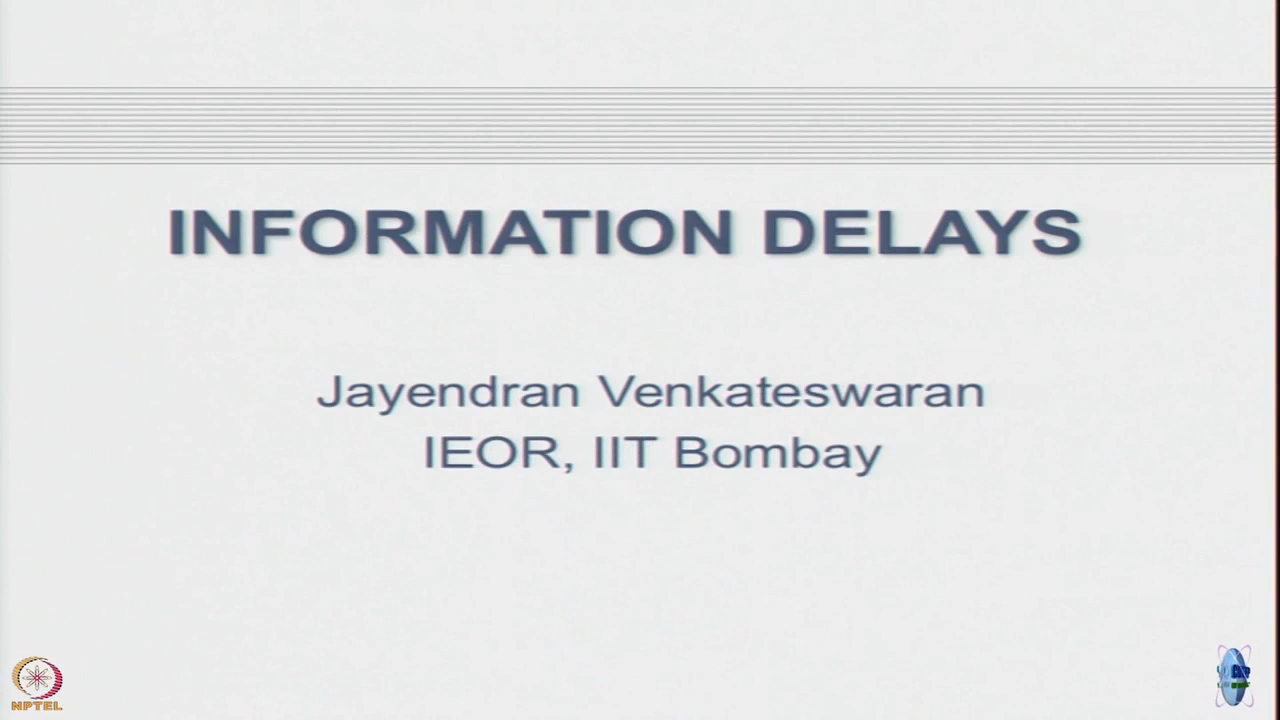 INFORMATION DELAYS
Jayendran Venkateswaran
IEOR, IIT Bombay
NPTEL